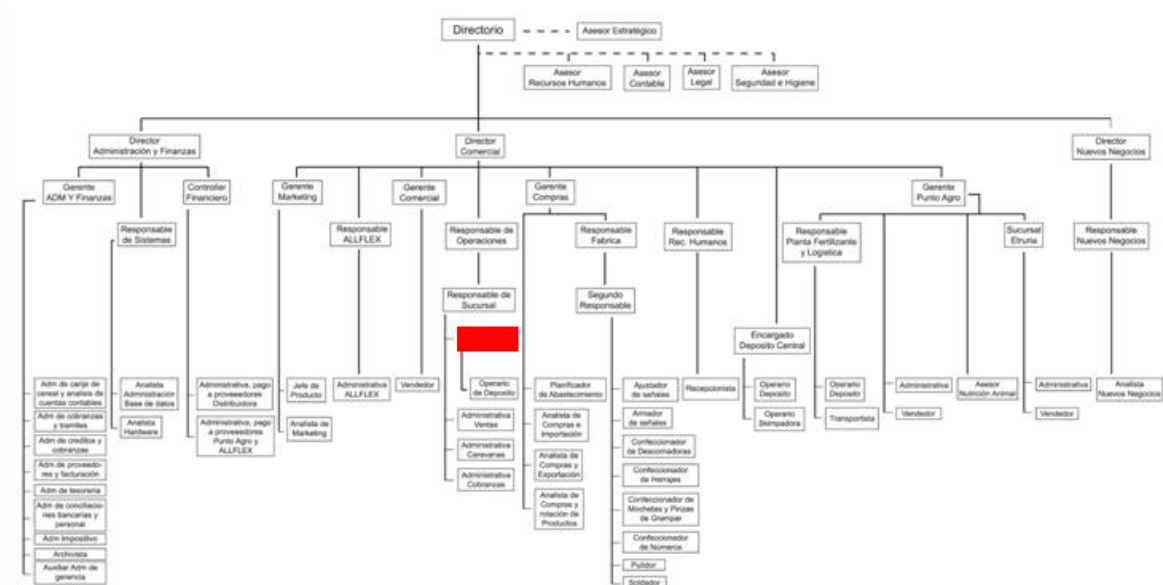 Directorio
Asesor Estratégico
Asesor
Recursos Humanos
Asesor
Contable
Asesor
Legal
Asesor
Seguridad e Higiene
Director
Administración y Finanzas
Director
Comercial
Director
Nuevos Negocios
Gerente
ADM Y Finanzas
Controller
Financiero
Gerente
Marketing
Gerente
Comercial
Gerente
Compras
Gerente
Punto Agro
Responsable
de Sistemas
Responsable
ALLFLEX
Responsable de
Operaciones
Responsable
Fabrica
Responsable
Rec. Humanos
Responsable
Planta Fertilizante
y Logistica
Sucursal
Etruria
Responsable
Nuevos Negocios
Responsable de
Sucursal
Segundo
Responsable
Encargado
Deposito Central
Adm de canje de
cereal y analisis de
cuentas contables
Adm de cobranzas
y tramites
Adm de creditos y
cobranzas
Adm de proveedo-
res y facturación
Adm de tesoreria
Adm de conciliacio-
nes bancarias y
personal
Adm Impositivo
Archivista
Auxiliar Adm de
gerencia
Analista
Administración
Base de datos
Analista
Hardware
Administrativa, pago
a proveedores
Distribuidora
Administrativa, pago
a proveedores
Punto Agro y
ALLFLEX
Jefe de
Producto
Analista de
Marketing
Administrativa
ALLFLEX
Vendedor
Operario
de Deposito
Administrativa
Ventas
Administrativa
Caravanas
Administrativa
Cobranzas
Planificador
de Abastecimiento
Analista de
Compras e
Importación
Analista de
Compras y
Exportación
Analista de
Compras y
rotación de
Productos
Ajustador
de señales
Armador
de señales
Confeccionador
de Descornadoras
Confeccionador
de Herrajes
Confeccionador de
Mochetas y Pinzas
de Grampar
Confeccionador
de Números
Pulidor
Soldador
Recepcionista
Operario
Deposito
Operario
Skimpadora
Operario
Deposito
Transportista
Administrativa
Vendedor
Asesor
Nutrición Animal
Administrativa
Vendedor
Analista
Nuevos Negocios